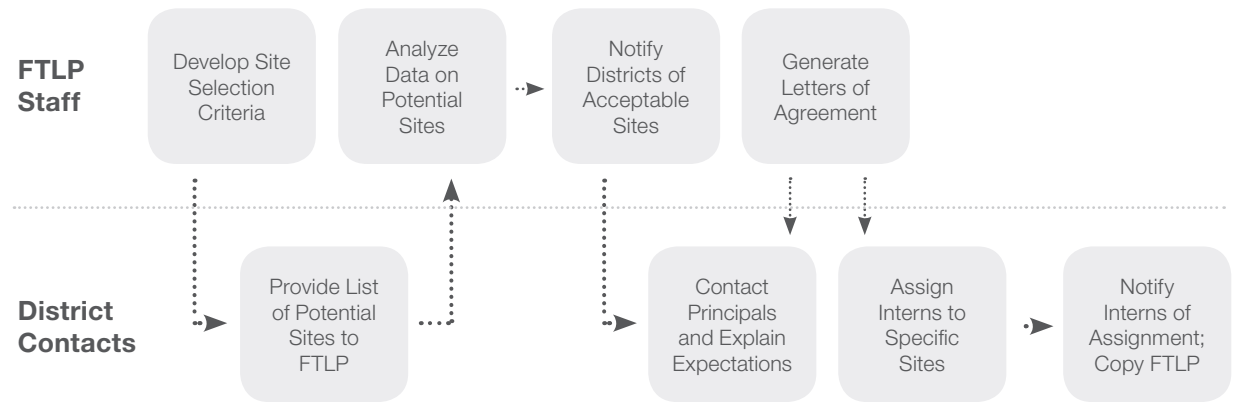 FTLP
Staff
Develop Site
Selection
Criteria
Analyze
Data on
Potential
Sites
Notify
Districts of
Acceptable
Sites
Generate
Letters of
Agreement
District
Contacts
Provide List
of Potential
Sites to
FTLP
Contact
Principals
and Explain
Expectations
Assign
Interns to
Specific
Sites
Notify
Interns of
Assignment;
Copy FTLP